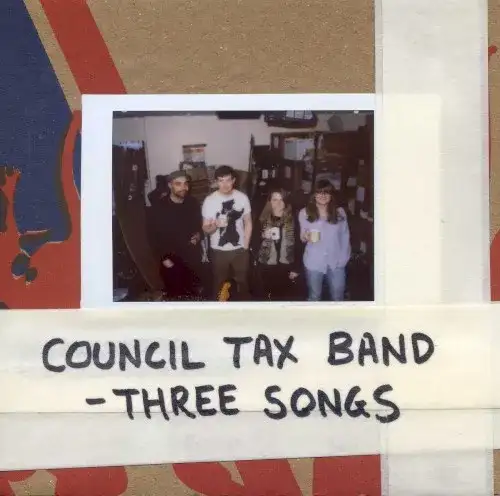 COUNCIL TAX BAND
-THREE SONGS